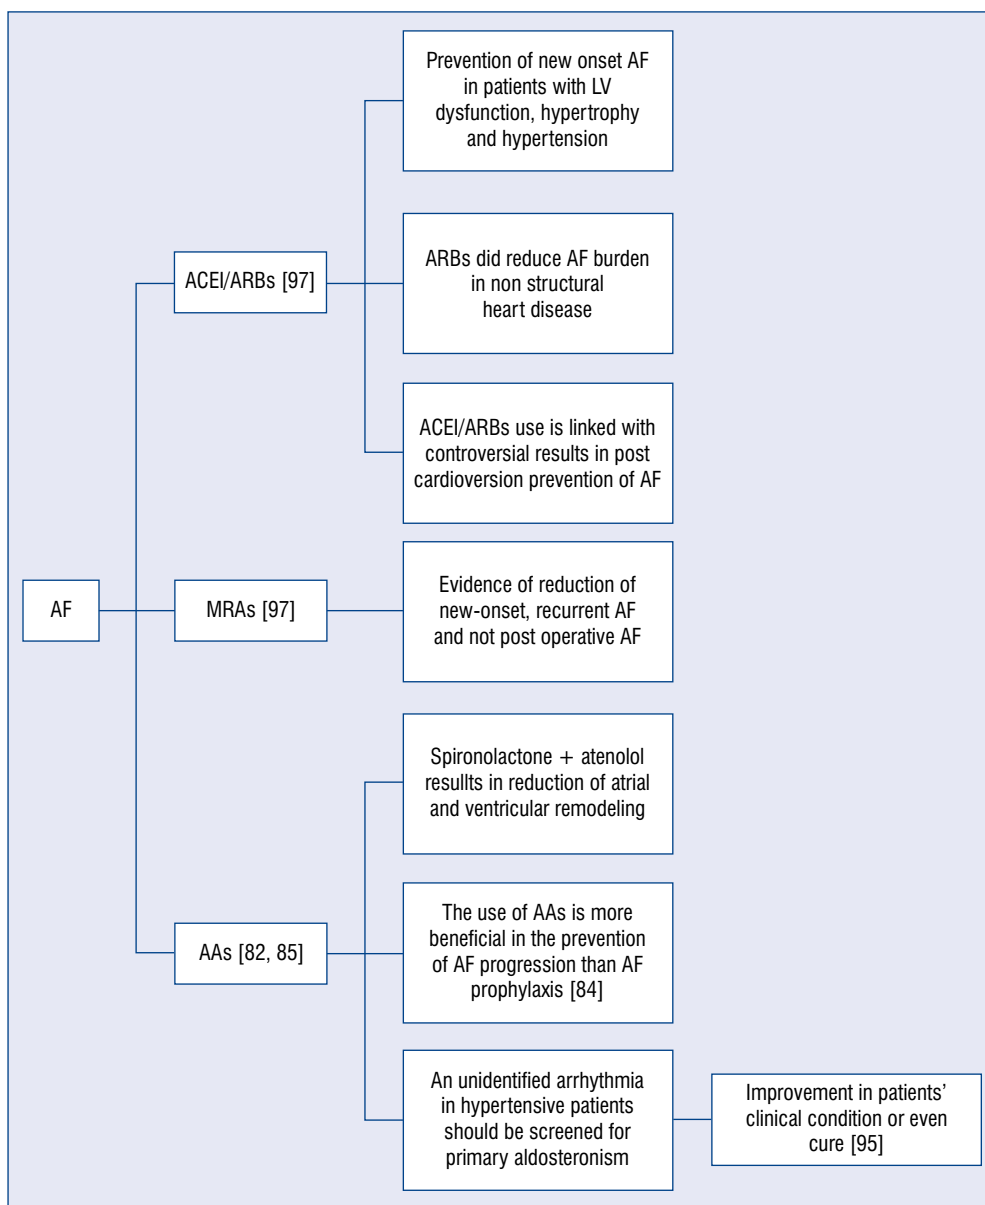 Prevention of new onset AF
in patients with LV
dysfunction, hypertrophy
and hypertension
ARBs did reduce AF burden
in non structural
heart disease
ACEI/ARBs [97]
ACEI/ARBs use is linked with
controversial results in post
cardioversion prevention of AF
AF
MRAs [97]
Evidence of reduction of
new-onset, recurrent AF
and not post operative AF
Spironolactone + atenolol
resullts in reduction of atrial
and ventricular remodeling
AAs [82, 85]
The use of AAs is more
beneficial in the prevention
of AF progression than AF
prophylaxis [84]
An unidentified arrhythmia
in hypertensive patients
should be screened for
primary aldosteronism
Improvement in patients’
clinical condition or even
cure [95]